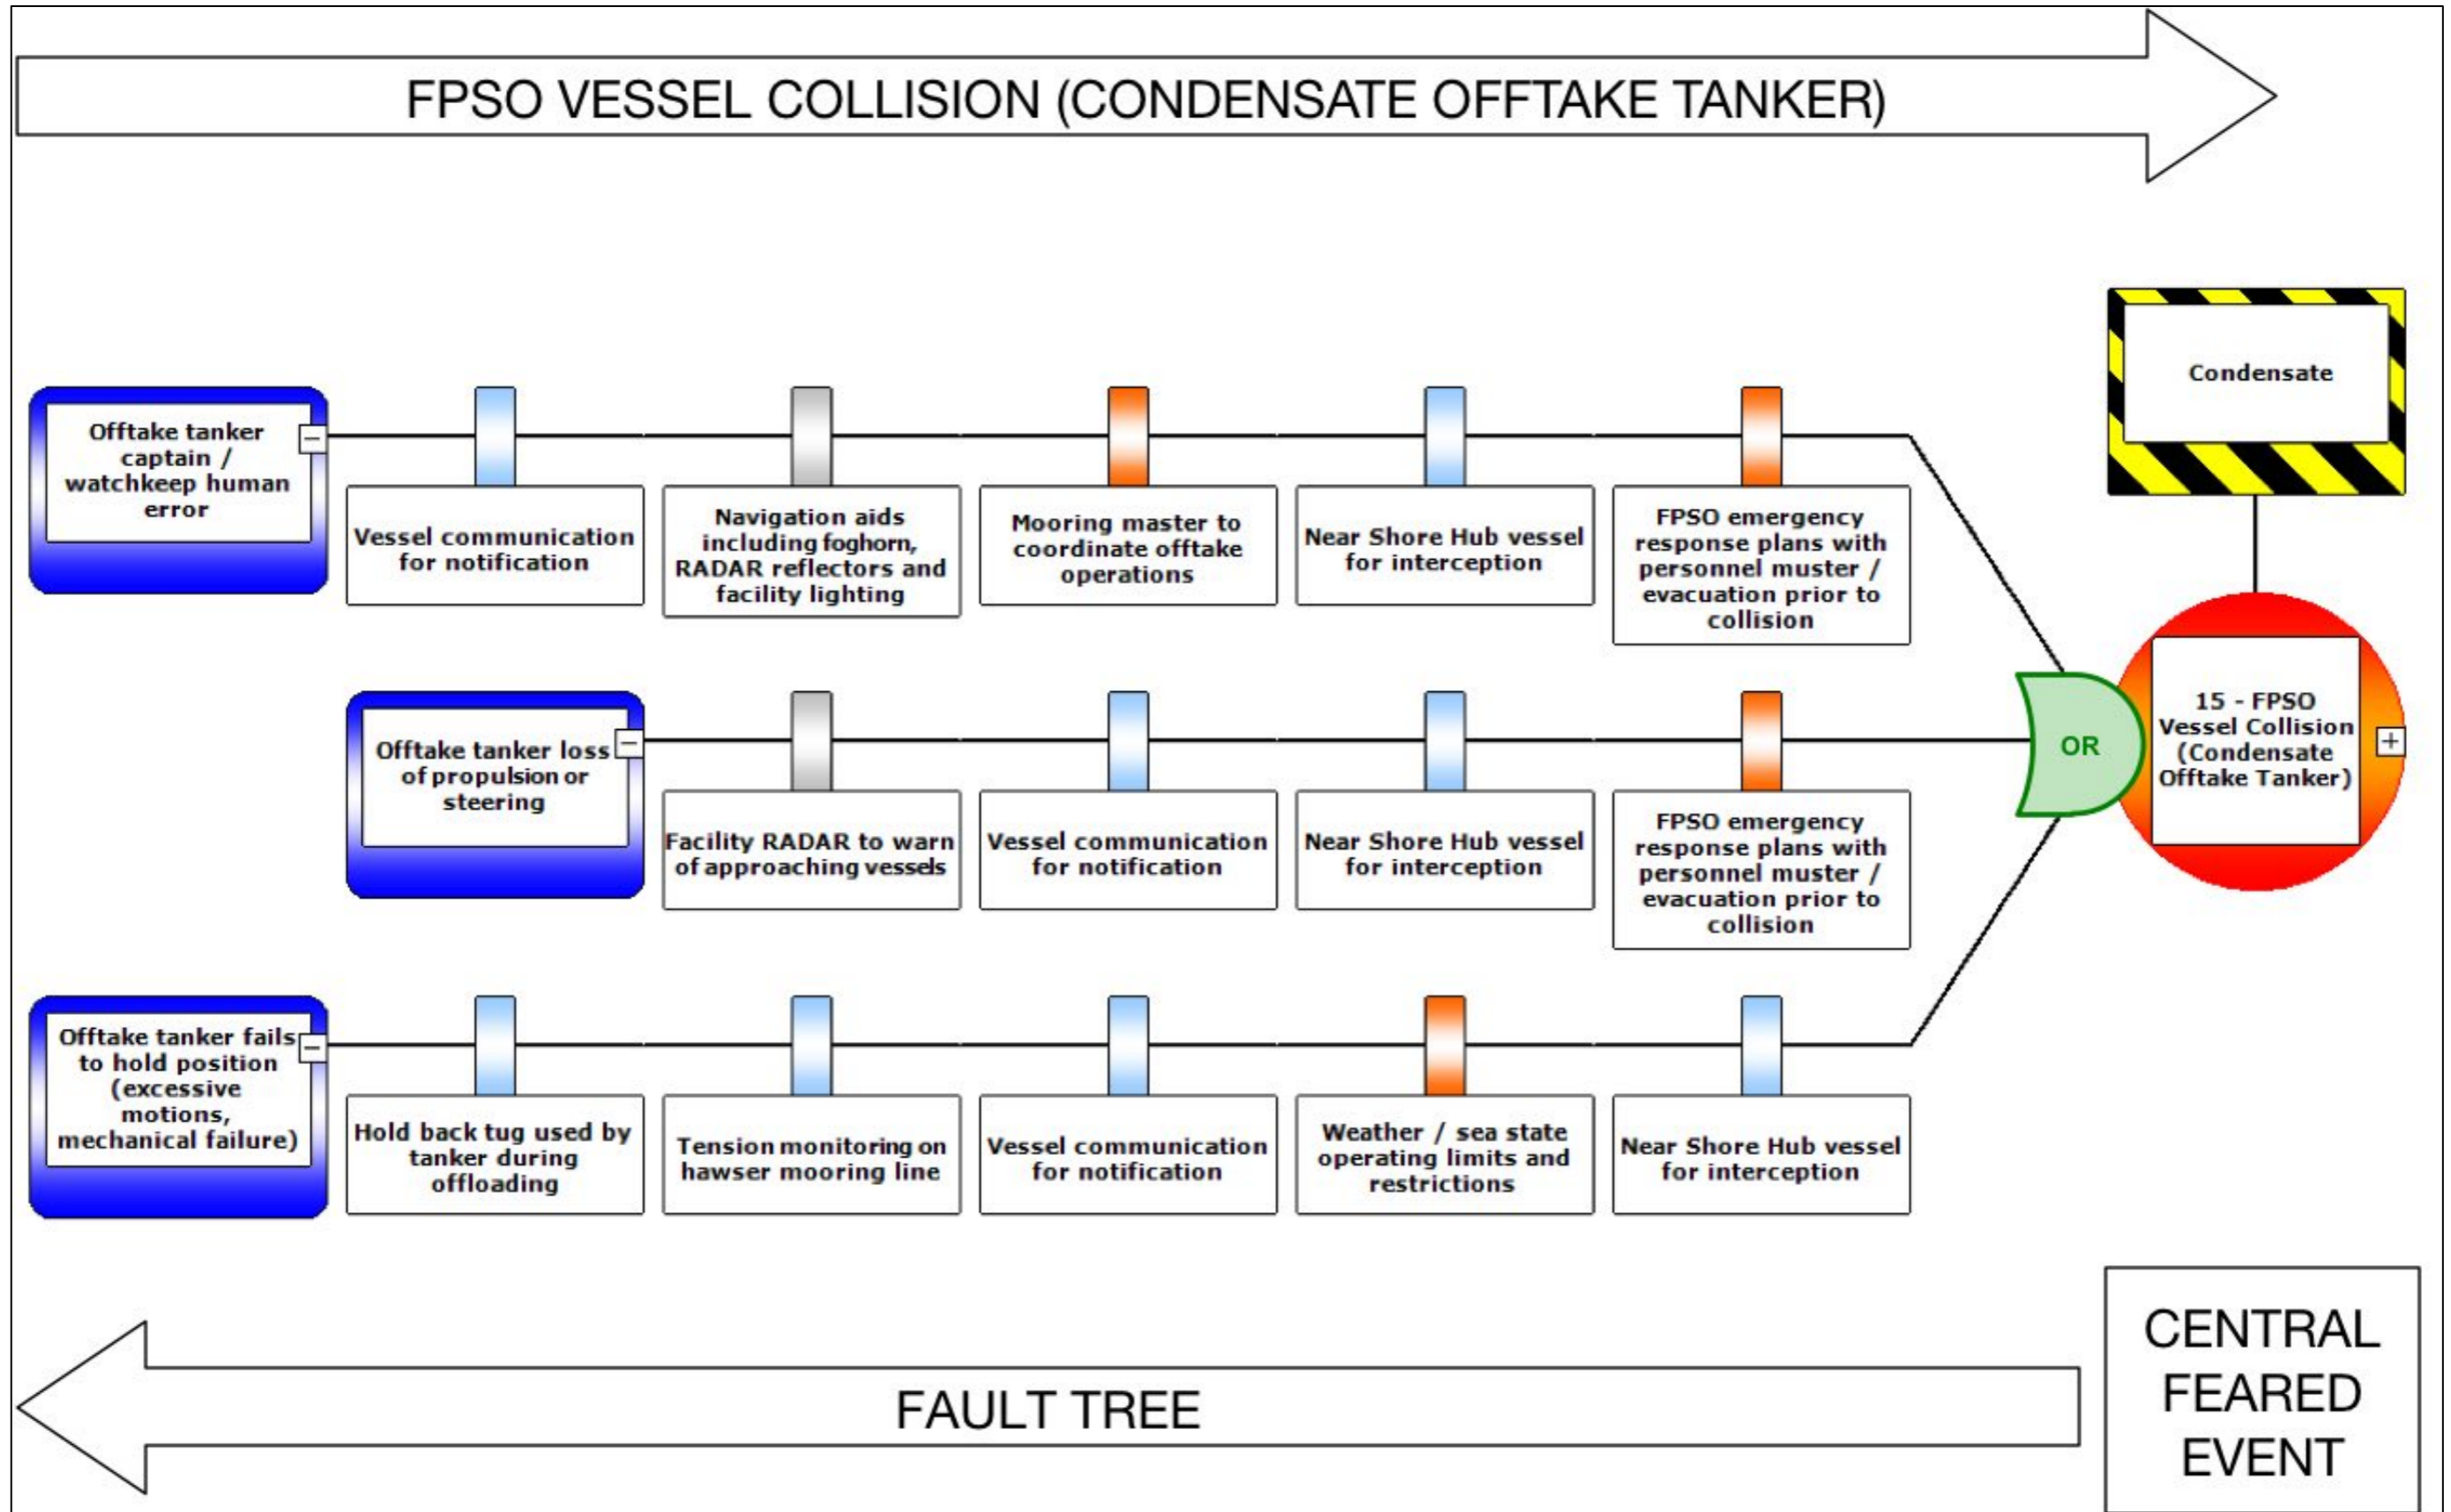 FPSO VESSEL COLLISION (CONDENSATE OFFTAKE TANKER)
Condensate
Offtake tanker
captain /
watchkeep human
error
Vessel communication
for notification
Navigation aids
including foghorn,
RADAR reflectors and
facility lighting
Mooring master to
coordinate offtake
operations
Near Shore Hub vessel
for interception
FPSO emergency
response plans with
personnel muster /
evacuation prior to
collision
Offtake tanker loss
of propulsion or
steering
Facility RADAR to warn
of approaching vessels
Vessel communication
for notification
Near Shore Hub vessel
for interception
FPSO emergency
response plans with
personnel muster /
evacuation prior to
collision
OR
15 - FPSO
Vessel Collision
(Condensate
Offtake Tanker)
Offtake tanker fails
to hold position
(excessive
motions,
mechanical failure)
Hold back tug used by
tanker during
offloading
Tension monitoring on
hawser mooring line
Vessel communication
for notification
Weather / sea state
operating limits and
restrictions
Near Shore Hub vessel
for interception
FAULT TREE
CENTRAL
FEARED
EVENT